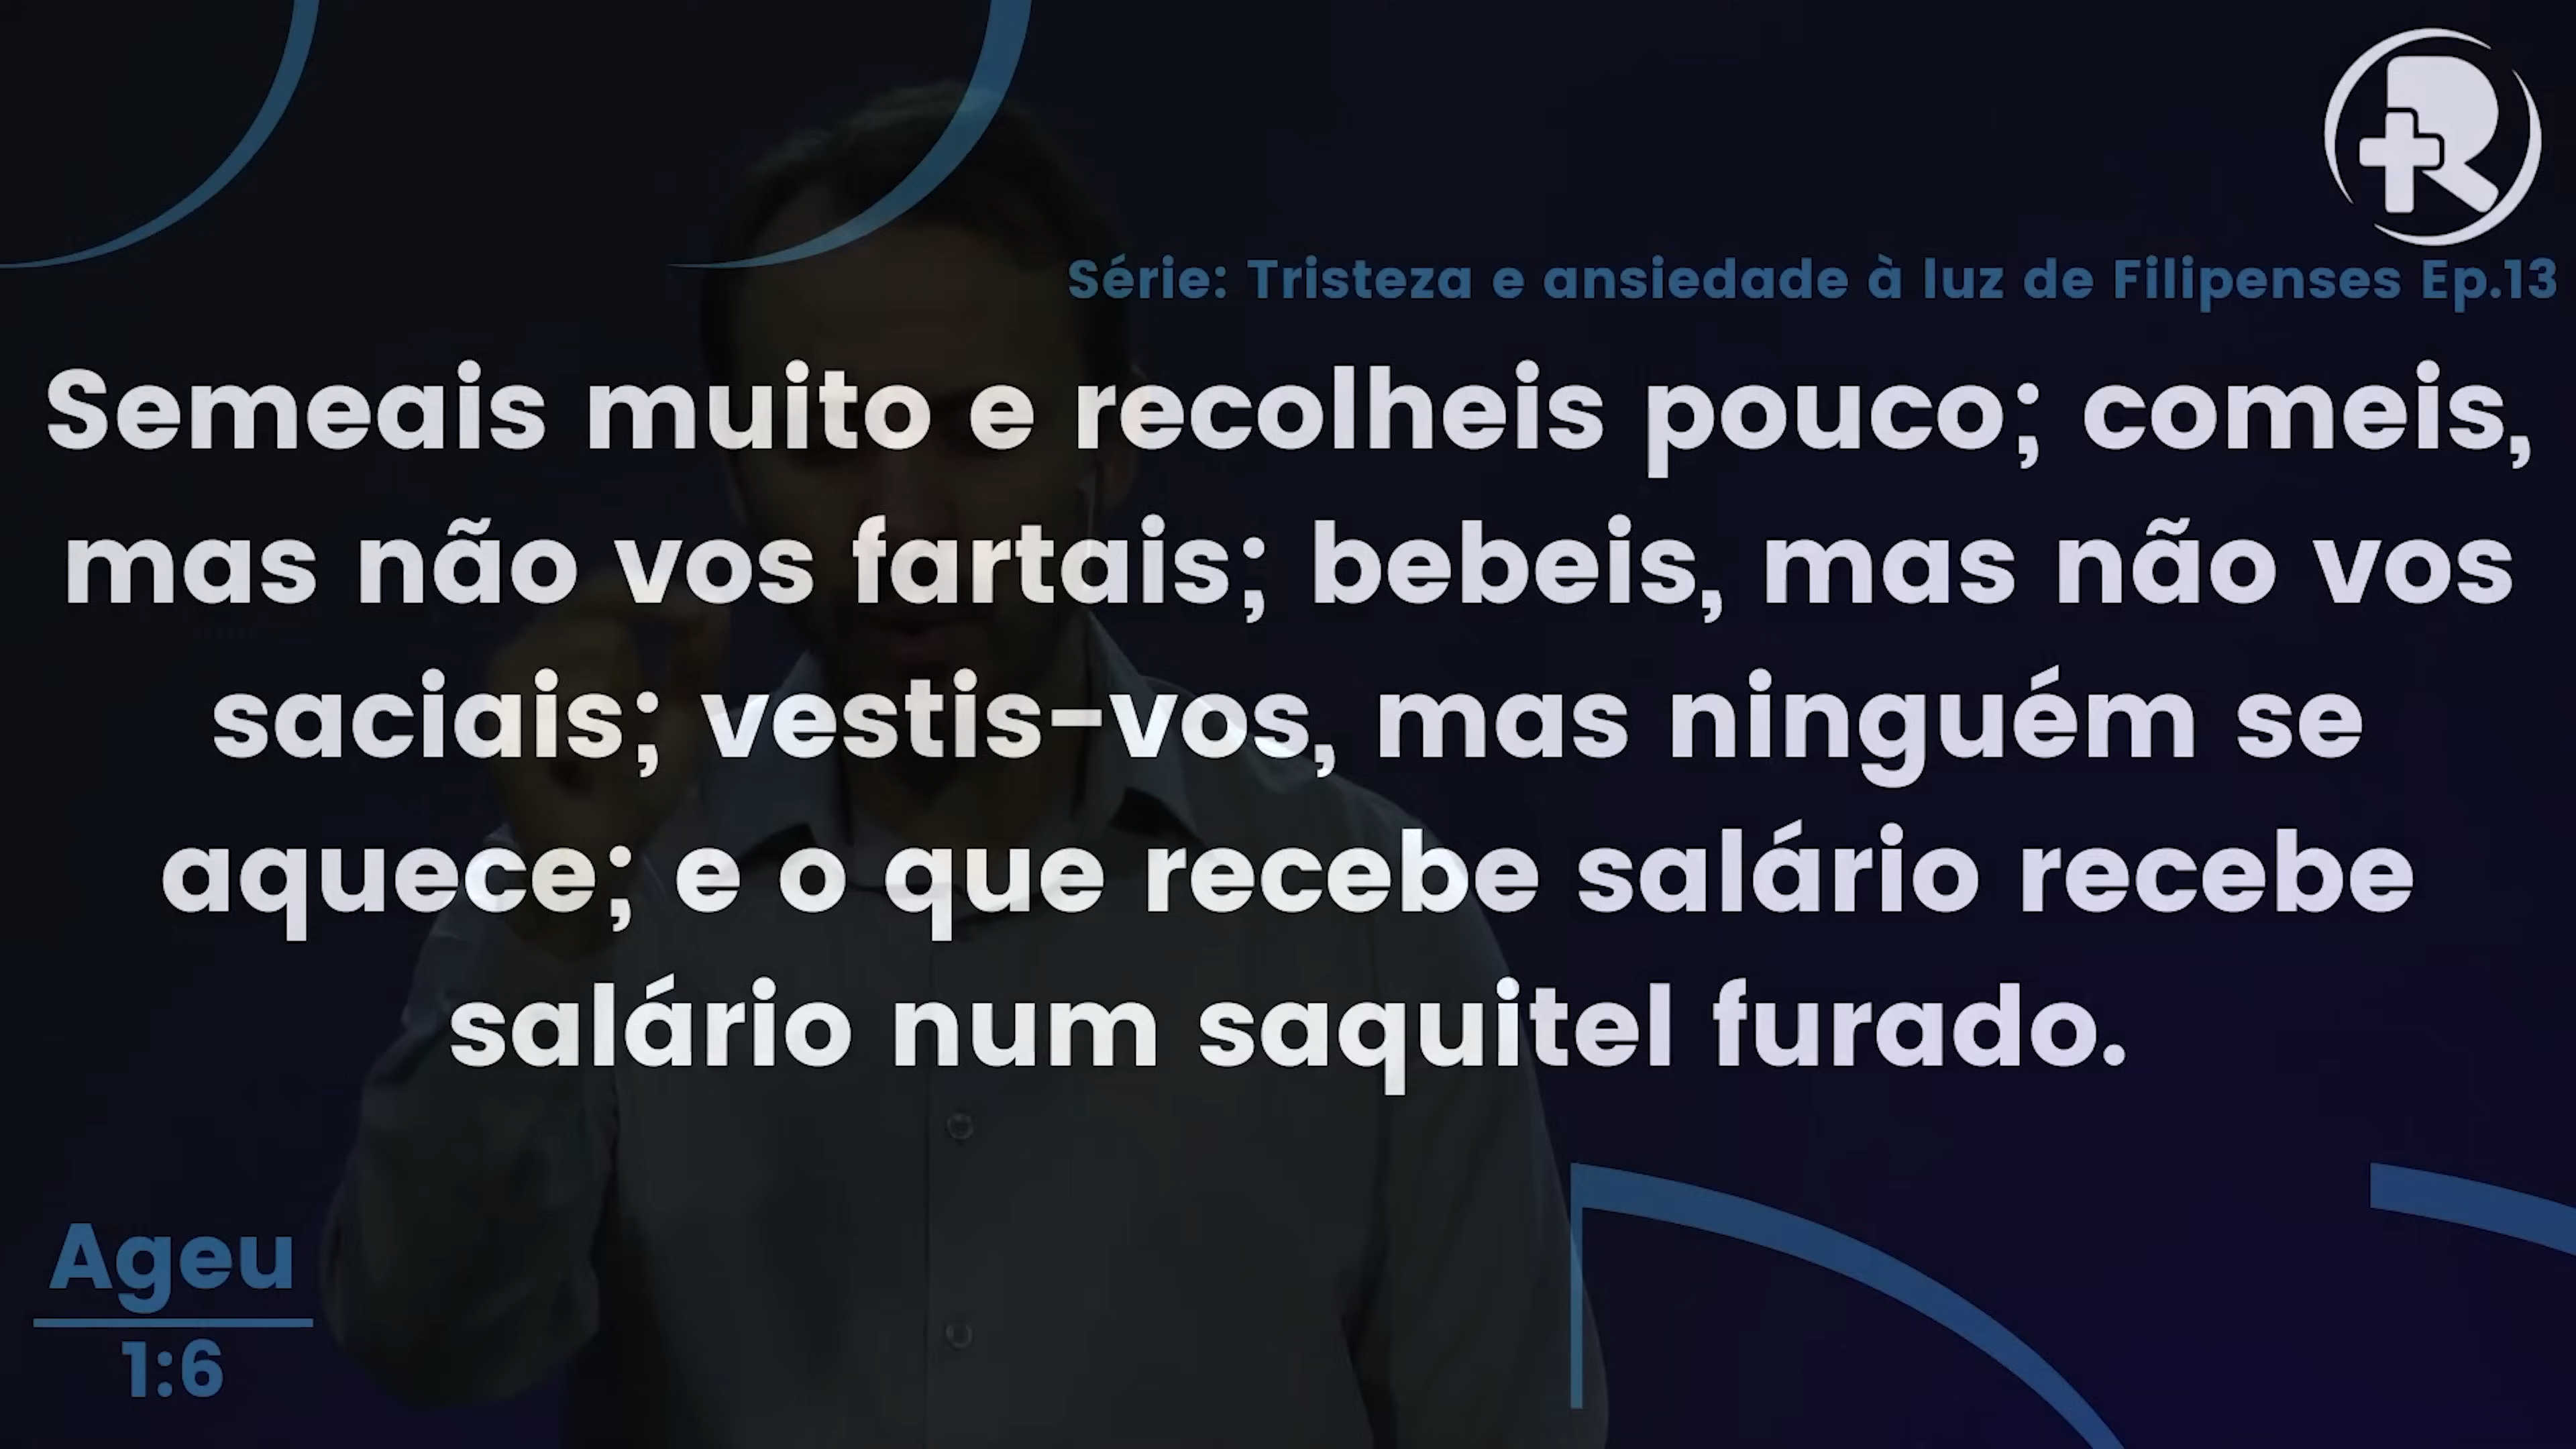 R
Série: Tristeza e ansiedade à luz de Filipenses Ep.13
Semeais muito e recolheis pouco; comeis,
mas não vos fartais; bebeis, mas não vos
saciais; vestis-vos, mas ninguém se
aquece; e o que recebe salário recebe
salário num saquitel furado.
Ageu
1:6